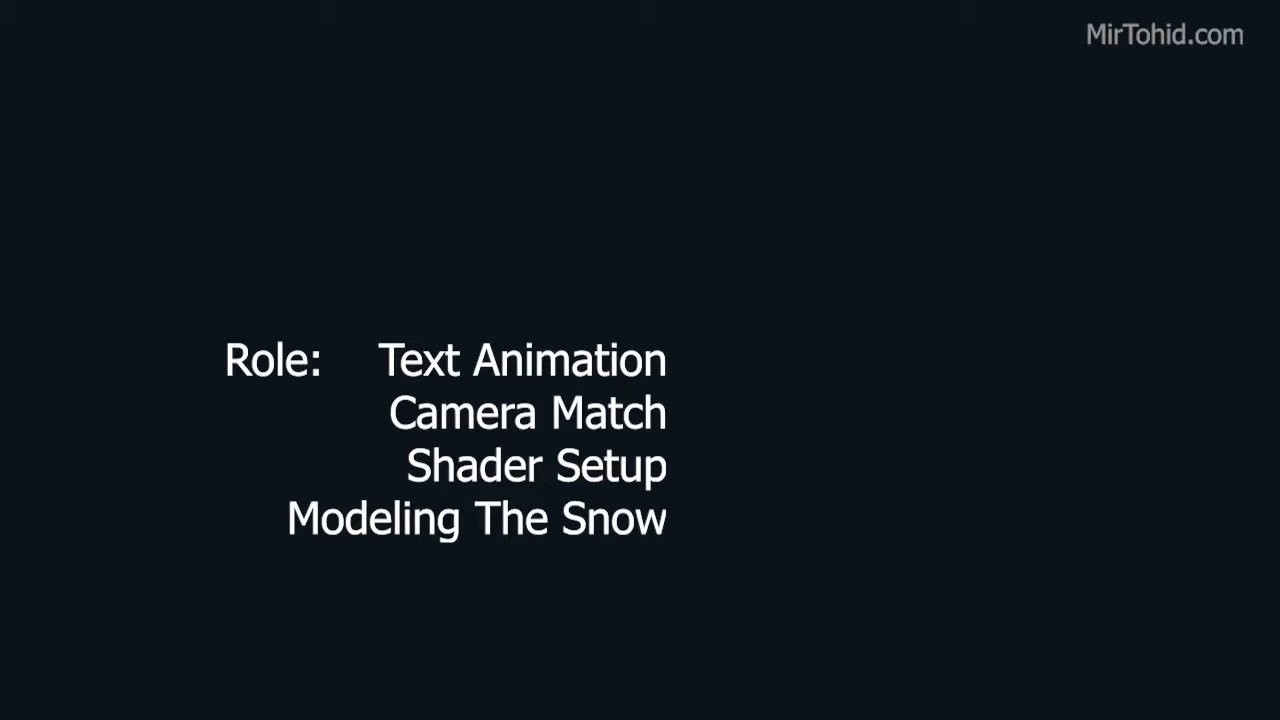 MirTohid.com
Role: Text Animation
Camera Match
Shader Setup
Modeling The Snow